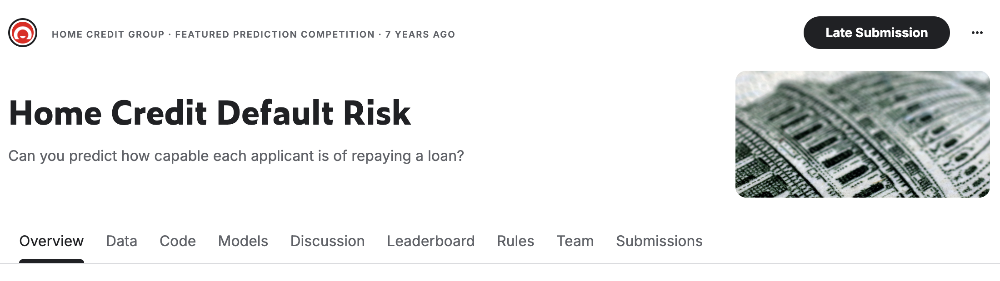 HOME CREDIT GROUP · FEATURED PREDICTION COMPETITION · 7 YEARS AGO
Late Submission
Home Credit Default Risk
Can you predict how capable each applicant is of repaying a loan?
Overview Data Code Models Discussion Leaderboard Rules Team Submissions